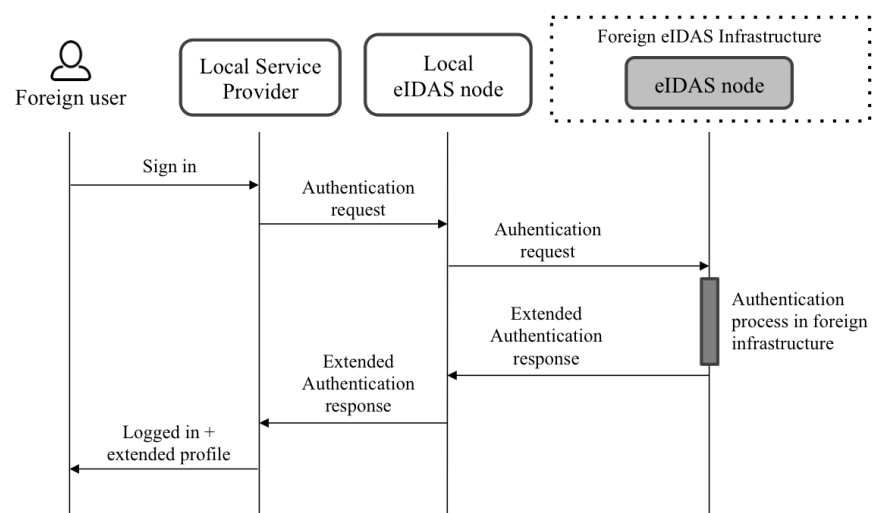 Foreign eIDAS Infrastructure
Foreign user
Local Service
Provider
Local
eIDAS node
eIDAS node
Sign in
Authentication
request
Auhentication
request
Authentication
process in foreign
infrastructure
Extended
Authentication
response
Extended
Authentication
response
Logged in +
extended profile